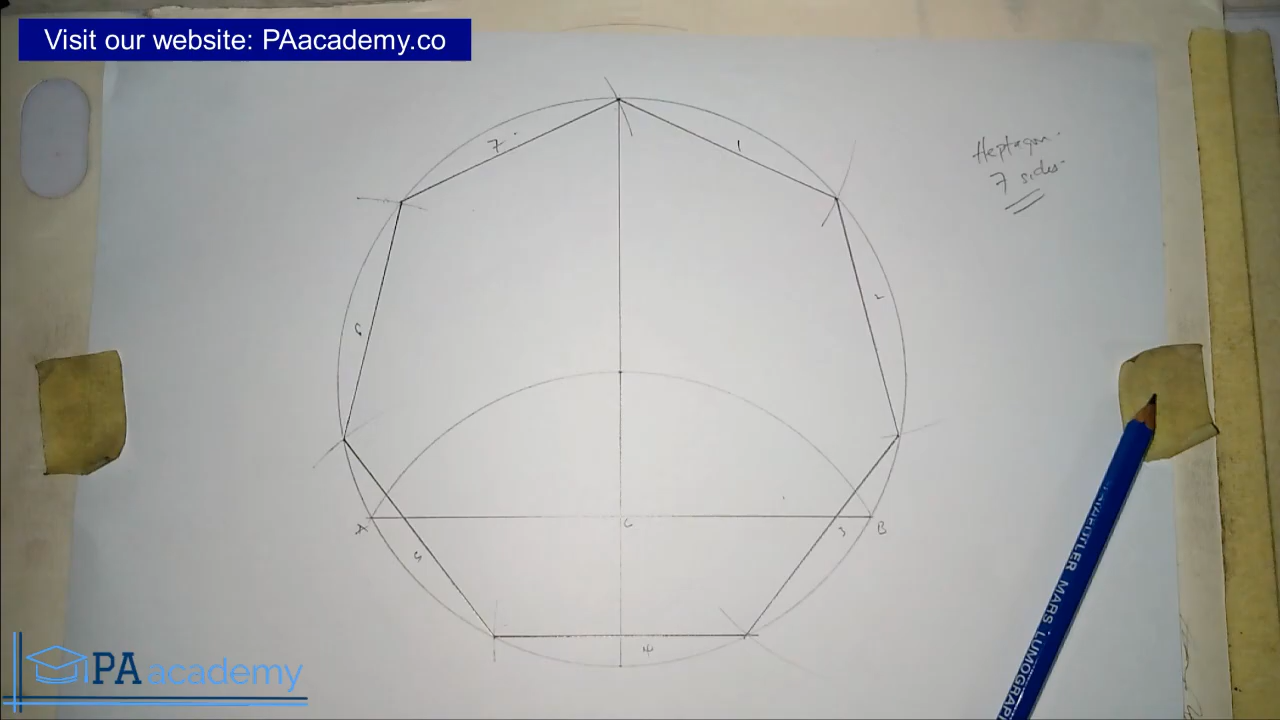 Visit our website: PAacademy.co
Heptagon.
7 sides.
7
1
6
2
A
C
3
B
5
4
PA academy
STAEDTLER MARS LUMOGRAPH